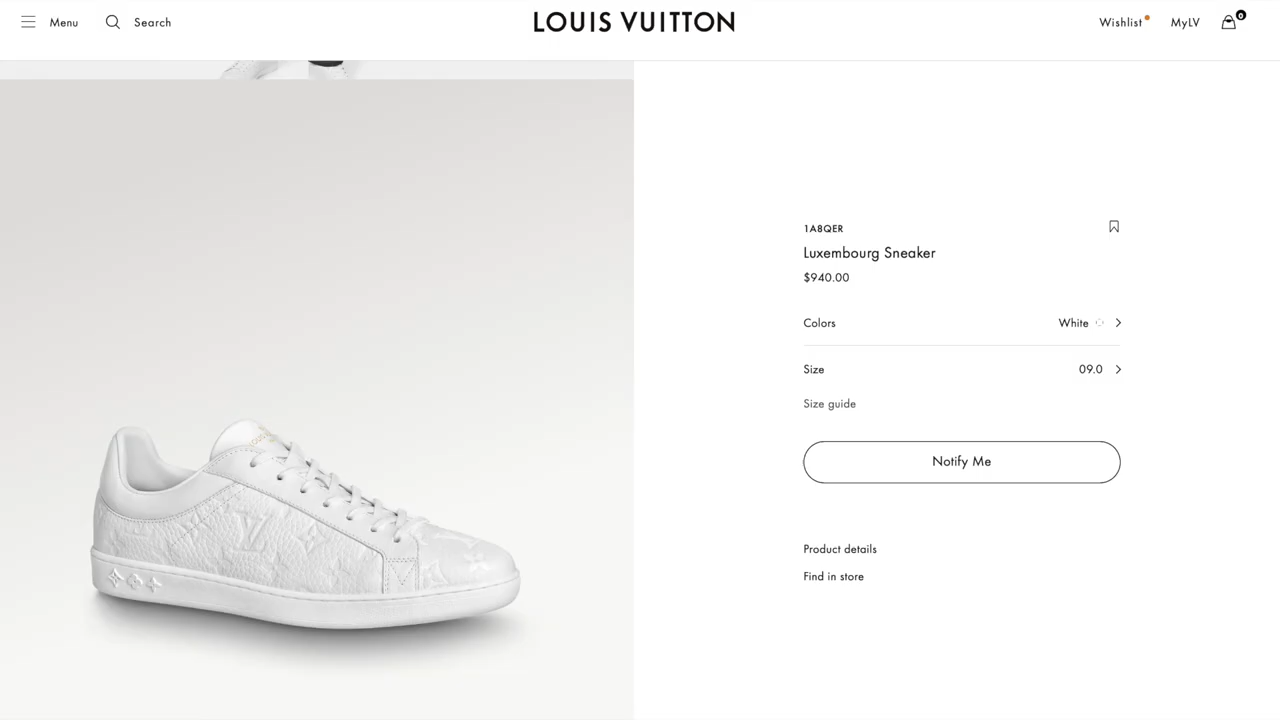 Menu
Search
LOUIS VUITTON
Wishlist
MyLV
0
1A8QER
Luxembourg Sneaker
$940.00
Colors
White
Size
09.0
Size guide
Notify Me
Product details
Find in store